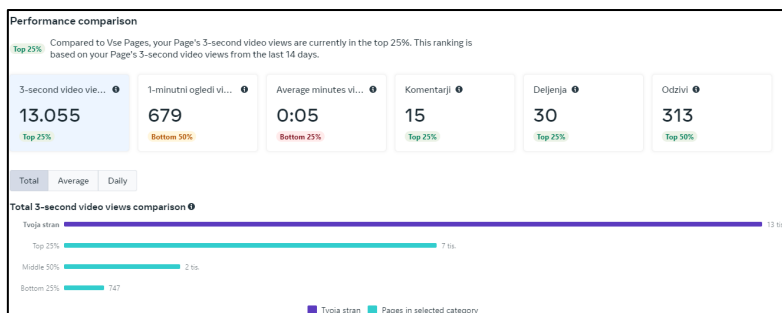 Performance comparison
Top 25% Compared to Vse Pages, your Page's 3-second video views are currently in the top 25%. This ranking is
based on your Page's 3-second video views from the last 14 days.
3-second video vie... 1-minutni ogledi vi... Average minutes vi... Komentarji Deljenja Odzivi
13.055 679 0:05 15 30 313
Top 25% Bottom 50% Bottom 25% Top 25% Top 25% Top 50%
Total Average Daily
Total 3-second video views comparison
Tvoja stran 13 tis
Top 25% 7 tis.
Middle 50% 2 tis.
Bottom 25% 747
Tvoja stran Pages in selected category